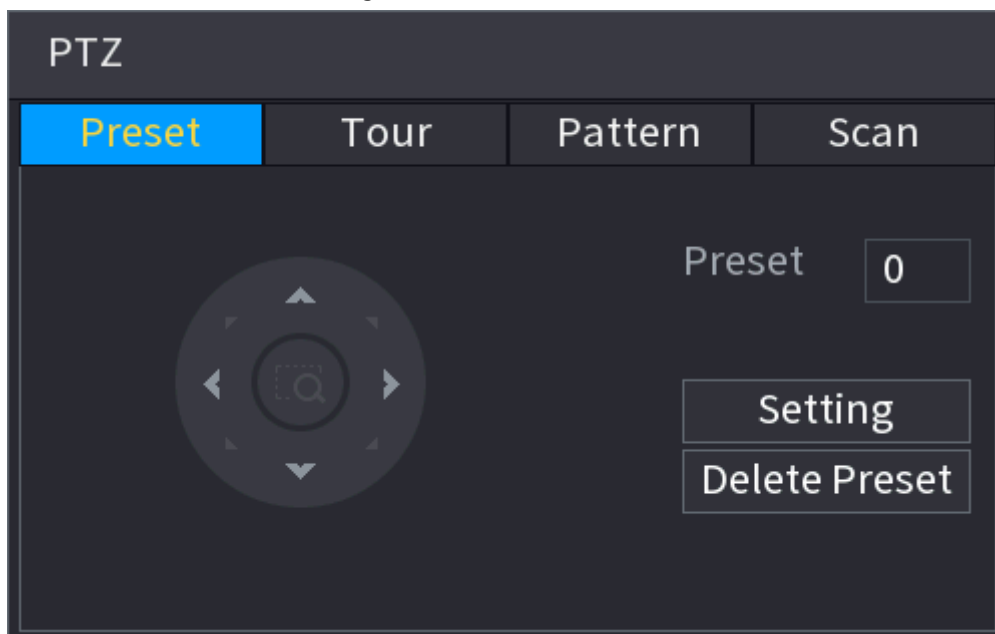 PTZ
Preset Tour Pattern Scan
Preset 0
Setting
Delete Preset